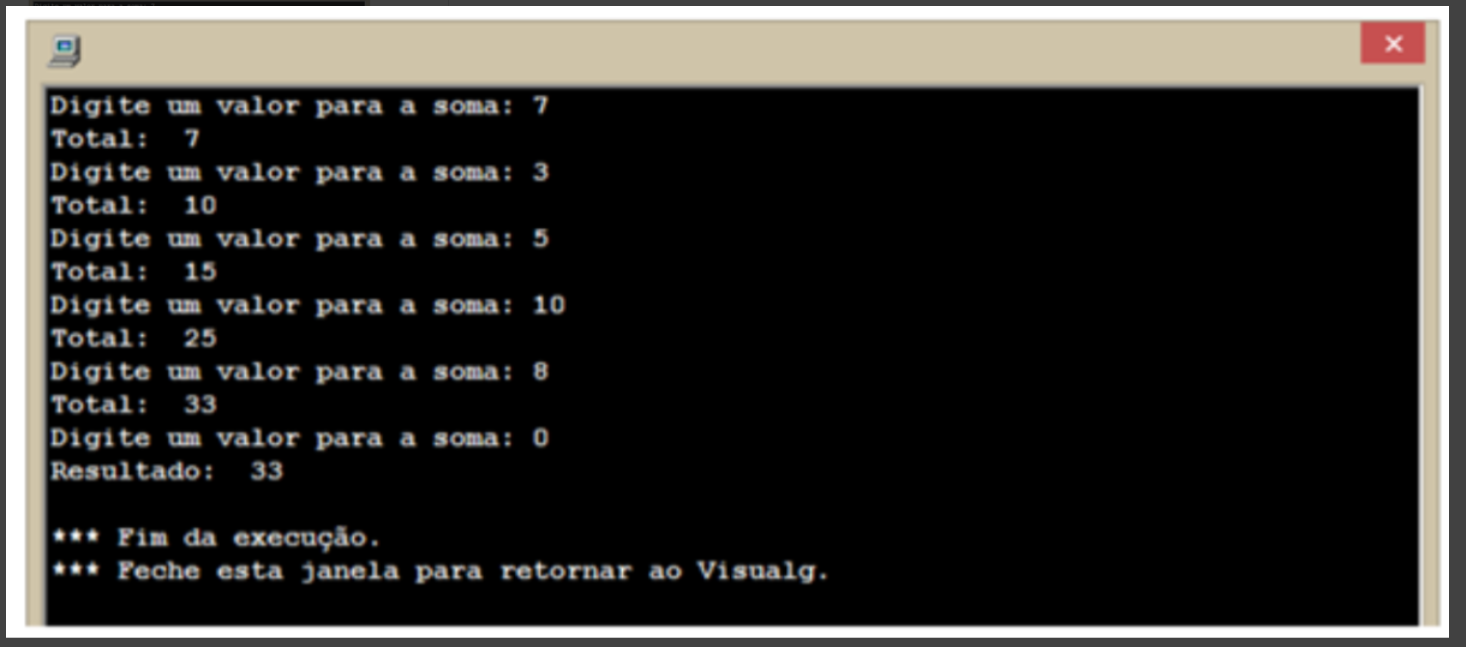 Digite um valor para a soma: 7
Total:  7
Digite um valor para a soma: 3
Total:  10
Digite um valor para a soma: 5
Total:  15
Digite um valor para a soma: 10
Total:  25
Digite um valor para a soma: 8
Total:  33
Digite um valor para a soma: 0
Resultado:  33
*** Fim da execução.
*** Feche esta janela para retornar ao Visualg.